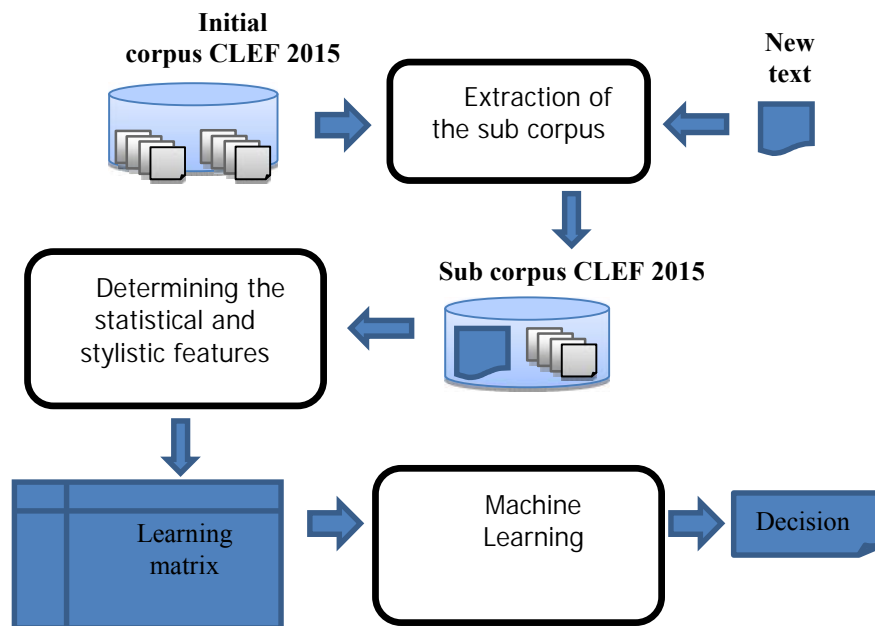 Initial
corpus CLEF 2015
New
text
Extraction of
the sub corpus
Sub corpus CLEF 2015
Determining the
statistical and
stylistic features
Learning
matrix
Machine
Learning
Decision